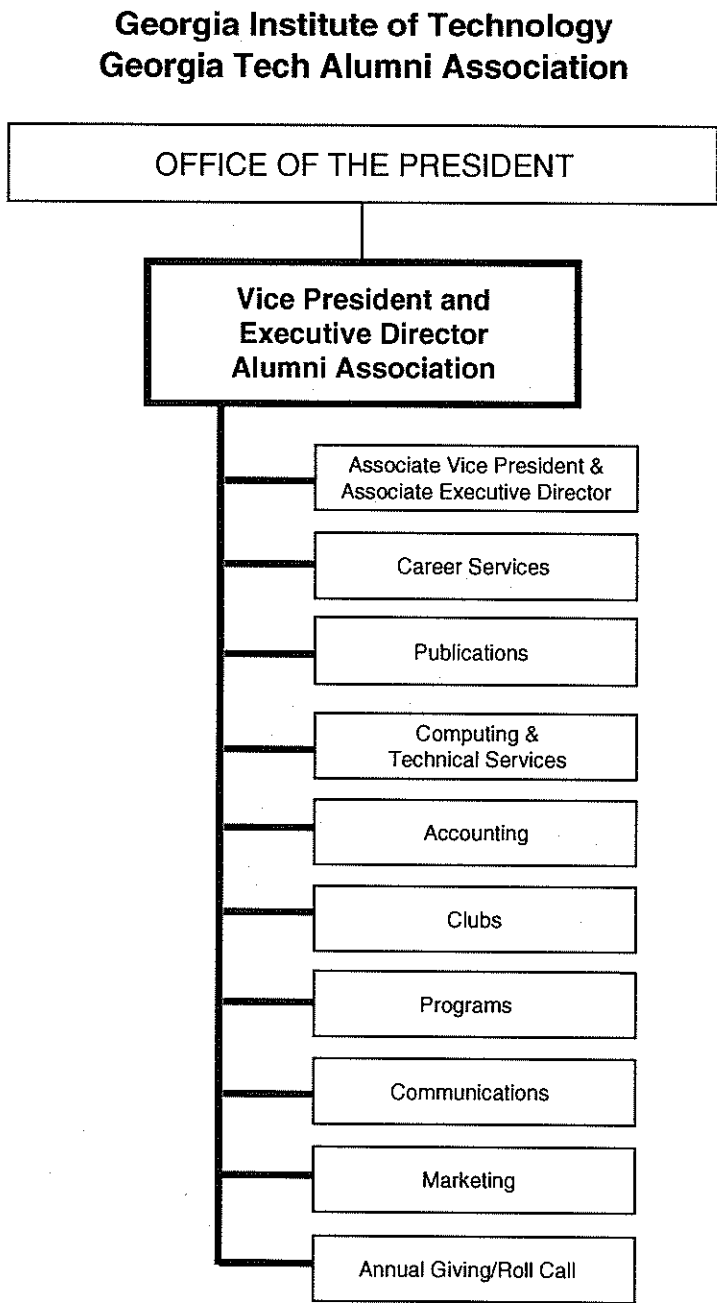 Georgia Institute of Technology
Georgia Tech Alumni Association
OFFICE OF THE PRESIDENT
Vice President and
Executive Director
Alumni Association
Associate Vice President &
Associate Executive Director
Career Services
Publications
Computing &
Technical Services
Accounting
Clubs
Programs
Communications
Marketing
Annual Giving/Roll Call